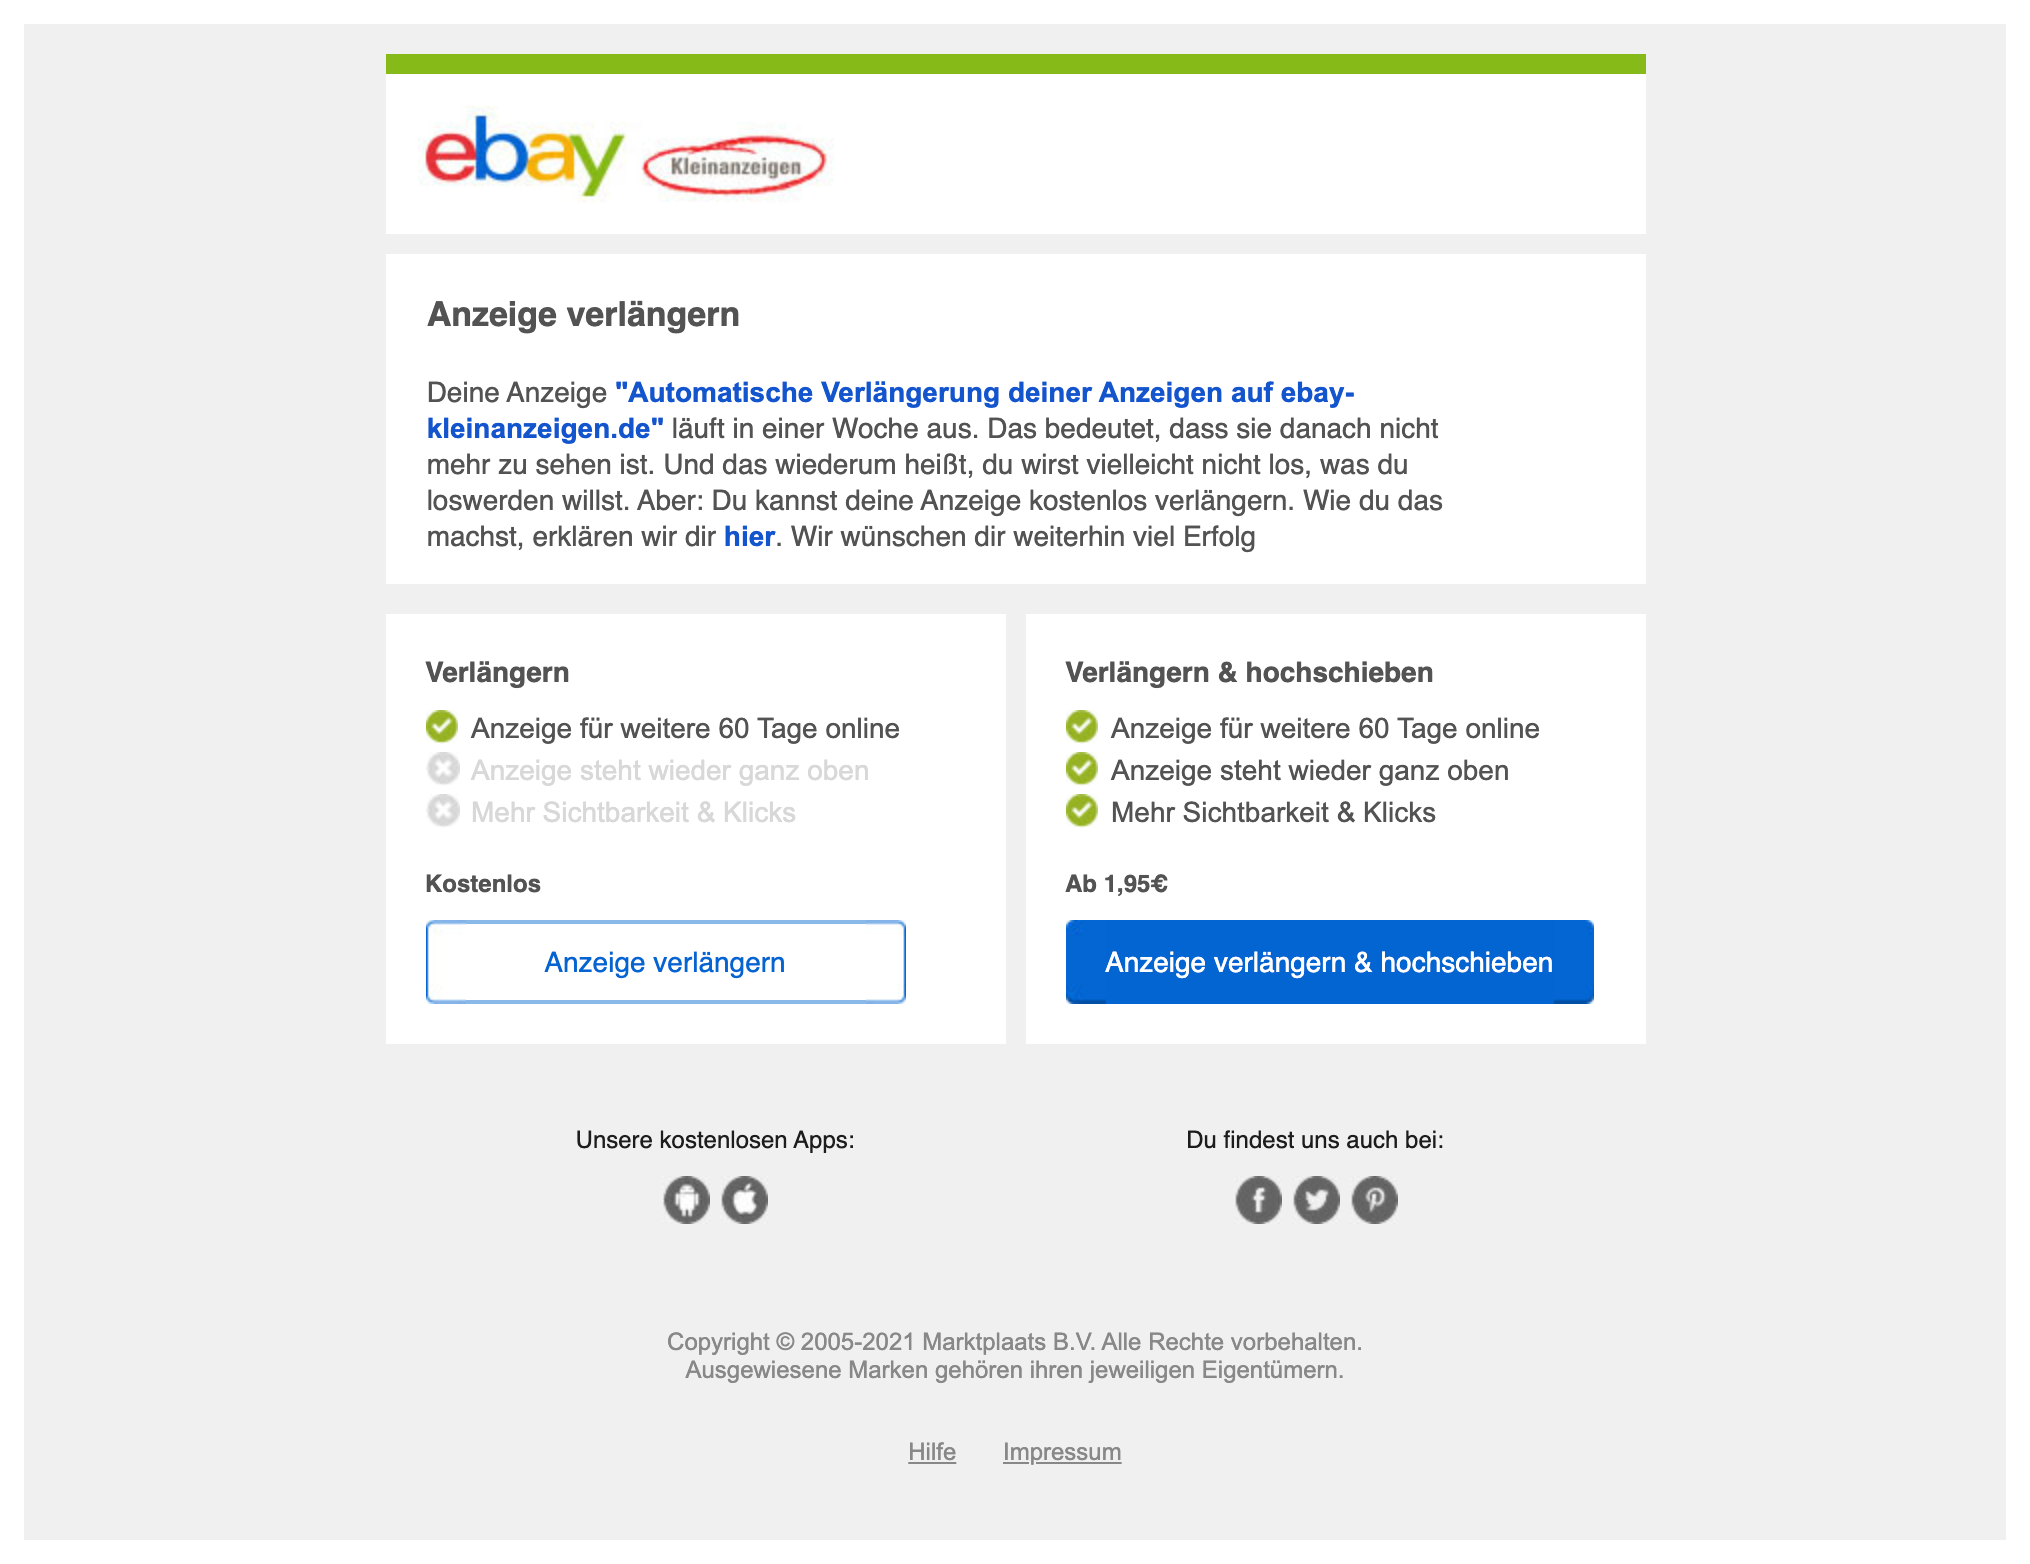 ebay Kleinanzeigen
Anzeige verlängern
Deine Anzeige "Automatische Verlängerung deiner Anzeigen auf ebay-
kleinanzeigen.de" läuft in einer Woche aus. Das bedeutet, dass sie danach nicht
mehr zu sehen ist. Und das wiederum heißt, du wirst vielleicht nicht los, was du
loswerden willst. Aber: Du kannst deine Anzeige kostenlos verlängern. Wie du das
machst, erklären wir dir hier. Wir wünschen dir weiterhin viel Erfolg
Verlängern
Anzeige für weitere 60 Tage online
Anzeige steht wieder ganz oben
Mehr Sichtbarkeit & Klicks
Kostenlos
Anzeige verlängern
Verlängern & hochschieben
Anzeige für weitere 60 Tage online
Anzeige steht wieder ganz oben
Mehr Sichtbarkeit & Klicks
Ab 1,95€
Anzeige verlängern & hochschieben
Unsere kostenlosen Apps:
Du findest uns auch bei:
Copyright © 2005-2021 Marktplaats B.V. Alle Rechte vorbehalten.
Ausgewiesene Marken gehören ihren jeweiligen Eigentümern.
Hilfe Impressum